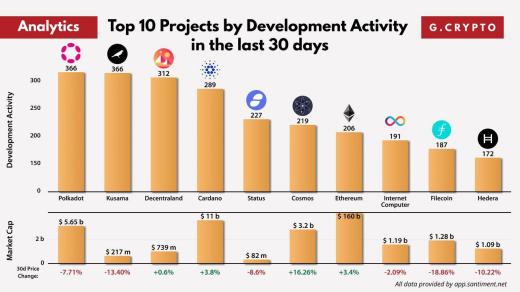 Analytics
Top 10 Projects by Development Activity
in the last 30 days
G.CRYPTO
Development Activity
300
250
200
150
0
366
366
312
289
227
219
206
191
187
172
Polkadot
Kusama
Decentraland
Cardano
Status
Cosmos
Ethereum
Internet
Computer
Filecoin
Hedera
Market Cap
2 b
0
$ 5.65 b
$ 217 m
$ 739 m
$ 11 b
$ 82 m
$ 3.2 b
$ 160 b
$ 1.19 b
$ 1.28 b
$ 1.09 b
30d Price
Change:
-7.71%
-13.40%
+0.6%
+3.8%
-8.6%
+16.26%
+3.4%
-2.09%
-18.86%
-10.22%
All data provided by app.santiment.net